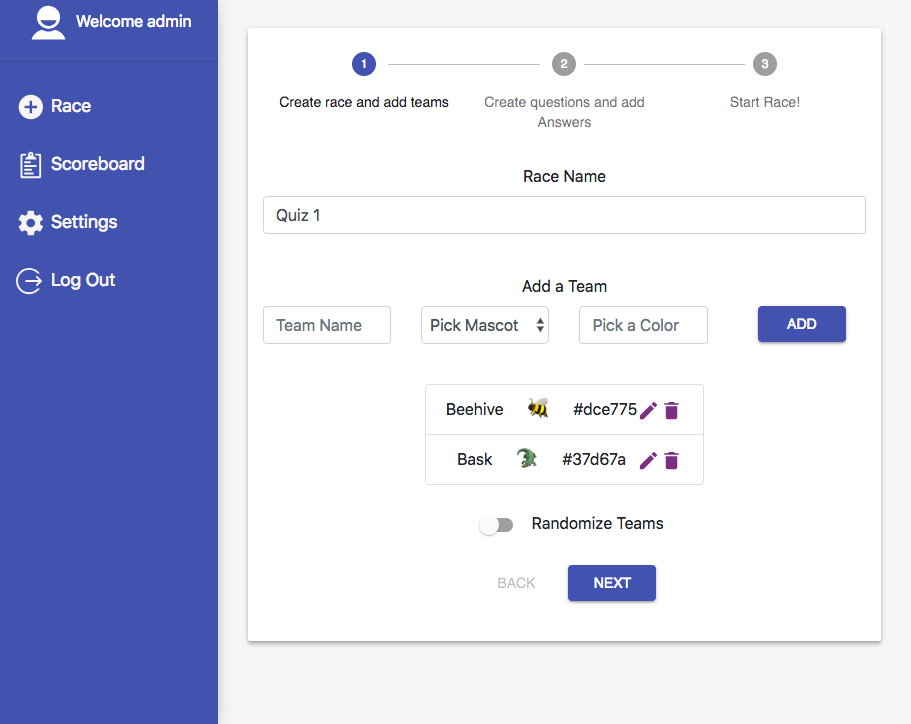 Welcome admin
Race
Scoreboard
Settings
Log Out
1
2
3
Create race and add teams
Create questions and add
Answers
Start Race!
Race Name
Quiz 1
Add a Team
Team Name
Pick Mascot
Pick a Color
ADD
Beehive #dce775
Bask #37d67a
Randomize Teams
BACK
NEXT